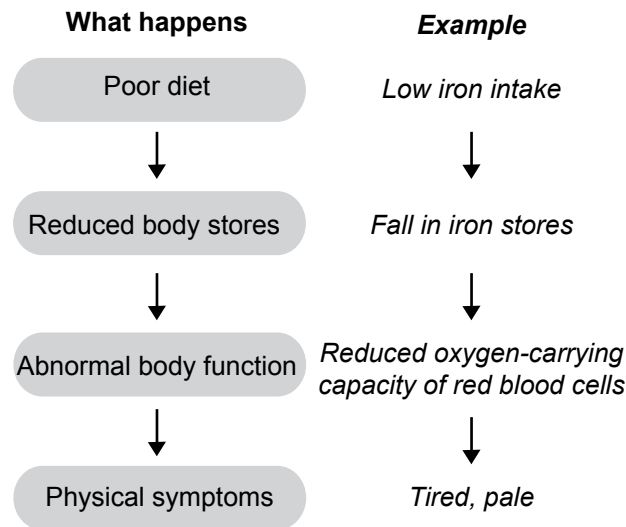 What happens
Example
Poor diet
Low iron intake
Reduced body stores
Fall in iron stores
Abnormal body function
Reduced oxygen-carrying
capacity of red blood cells
Physical symptoms
Tired, pale